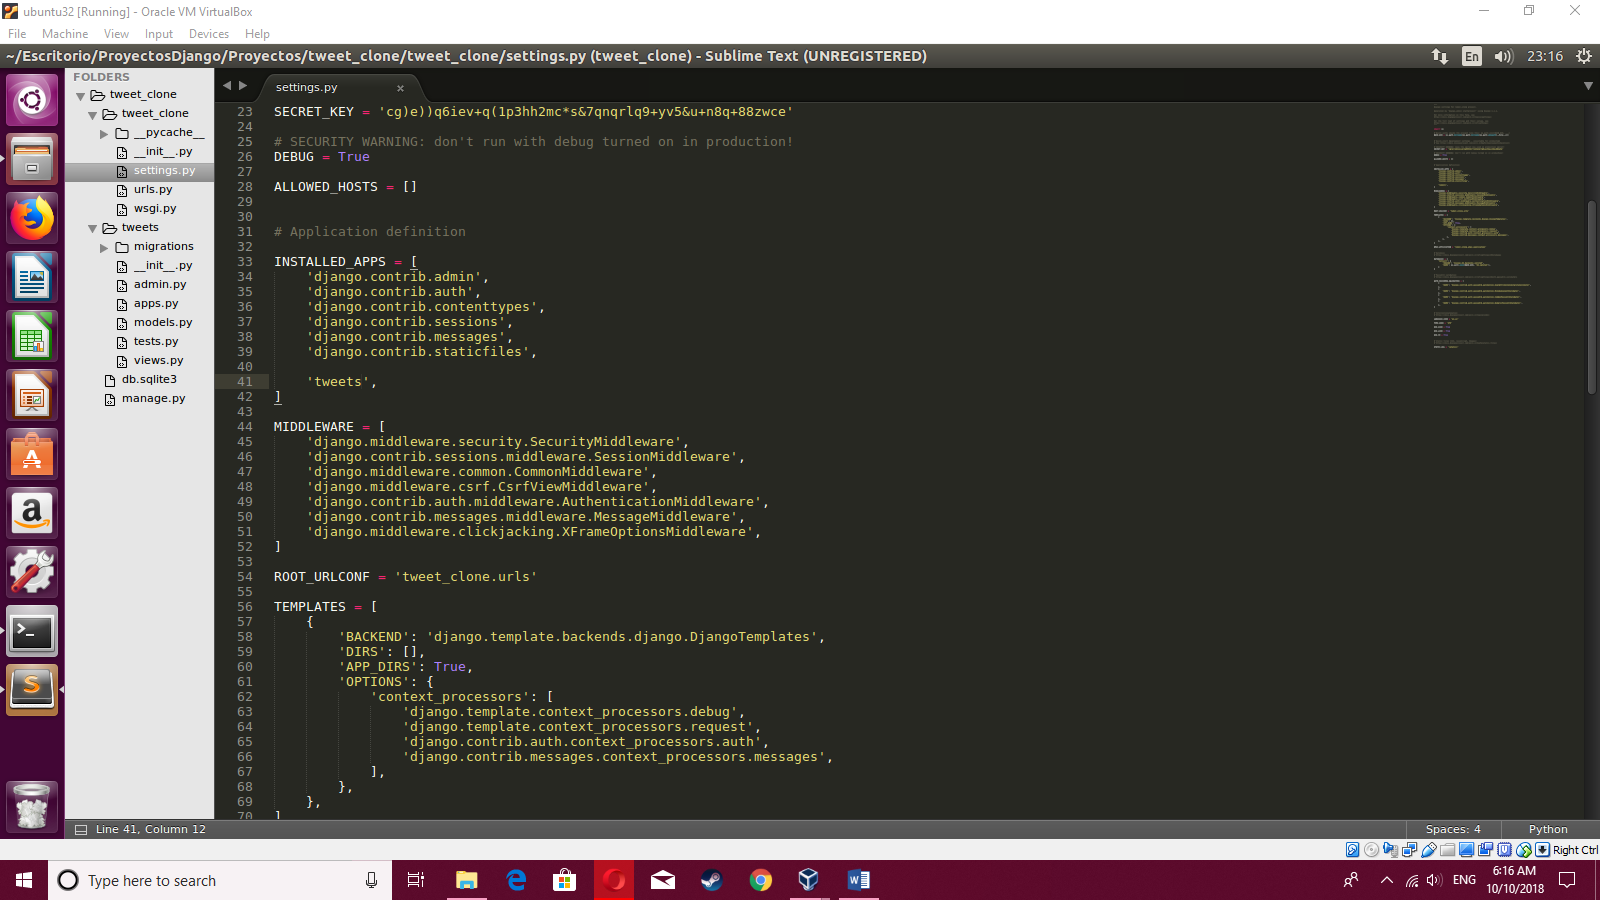 ubuntu32 [Running] - Oracle VM VirtualBox
File Machine View Input Devices Help
~/Escritorio/ProyectosDjango/Proyectos/tweet_clone/tweet_clone/settings.py (tweet_clone) - Sublime Text (UNREGISTERED)
En 23:16
FOLDERS
tweet_clone
tweet_clone
__pycache__
__init__.py
settings.py
urls.py
wsgi.py
tweets
migrations
__init__.py
admin.py
apps.py
models.py
tests.py
views.py
db.sqlite3
manage.py
settings.py ×
23 SECRET_KEY = 'cg)e))q6iev+q(1p3hh2mc*s&7qnqrlq9+yv5&u+n8q+88zwce'
24
25 # SECURITY WARNING: don't run with debug turned on in production!
26 DEBUG = True
27
28 ALLOWED_HOSTS = []
29
30
31 # Application definition
32
33 INSTALLED_APPS = [
34     'django.contrib.admin',
35     'django.contrib.auth',
36     'django.contrib.contenttypes',
37     'django.contrib.sessions',
38     'django.contrib.messages',
39     'django.contrib.staticfiles',
40
41     'tweets',
42 ]
43
44 MIDDLEWARE = [
45     'django.middleware.security.SecurityMiddleware',
46     'django.contrib.sessions.middleware.SessionMiddleware',
47     'django.middleware.common.CommonMiddleware',
48     'django.middleware.csrf.CsrfViewMiddleware',
49     'django.contrib.auth.middleware.AuthenticationMiddleware',
50     'django.contrib.messages.middleware.MessageMiddleware',
51     'django.middleware.clickjacking.XFrameOptionsMiddleware',
52 ]
53
54 ROOT_URLCONF = 'tweet_clone.urls'
55
56 TEMPLATES = [
57     {
58         'BACKEND': 'django.template.backends.django.DjangoTemplates',
59         'DIRS': [],
60         'APP_DIRS': True,
61         'OPTIONS': {
62             'context_processors': [
63                 'django.template.context_processors.debug',
64                 'django.template.context_processors.request',
65                 'django.contrib.auth.context_processors.auth',
66                 'django.contrib.messages.context_processors.messages',
67             ],
68         },
69     },
70 ]
Line 41, Column 12 Spaces: 4 Python
Right Ctrl
Type here to search
ENG
6:16 AM
10/10/2018